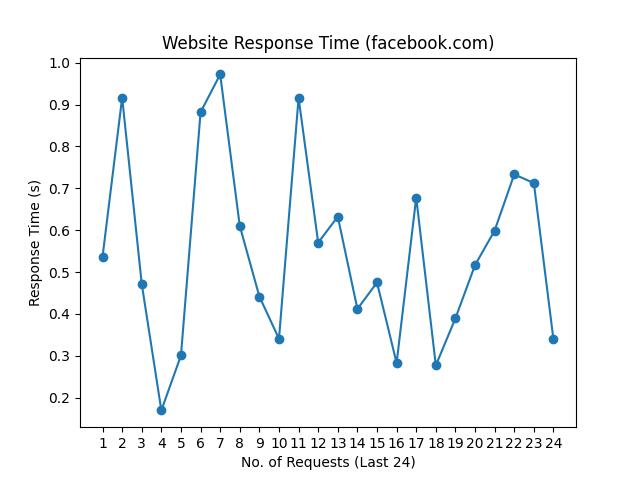 Website Response Time (facebook.com)
Response Time (s)
1.0
0.9
0.8
0.7
0.6
0.5
0.4
0.3
0.2
1 2 3 4 5 6 7 8 9 10 11 12 13 14 15 16 17 18 19 20 21 22 23 24
No. of Requests (Last 24)